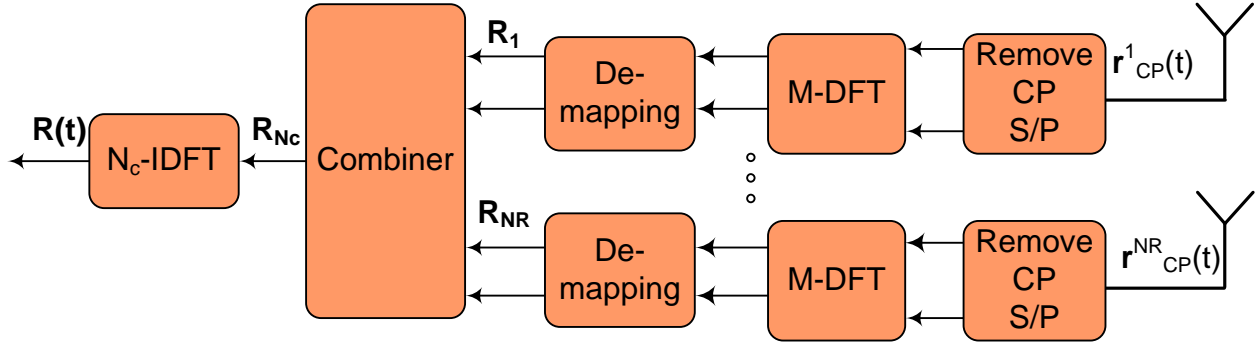 R(t)
N_c-IDFT
R_Nc
Combiner
R_1
De-
mapping
M-DFT
Remove
CP
S/P
r^1_CP(t)
R_NR
De-
mapping
M-DFT
Remove
CP
S/P
r^NR_CP(t)